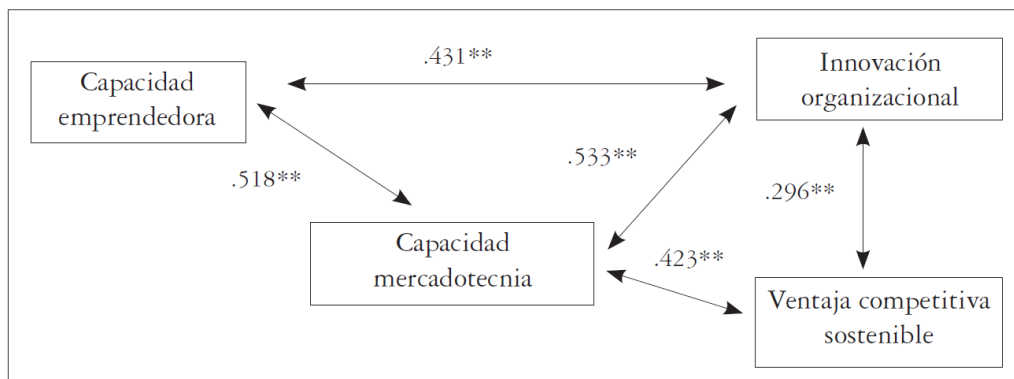 .431**
Capacidad
emprendedora
Innovación
organizacional
.518**
.533**
.296**
Capacidad
mercadotecnia
.423**
Ventaja competitiva
sostenible